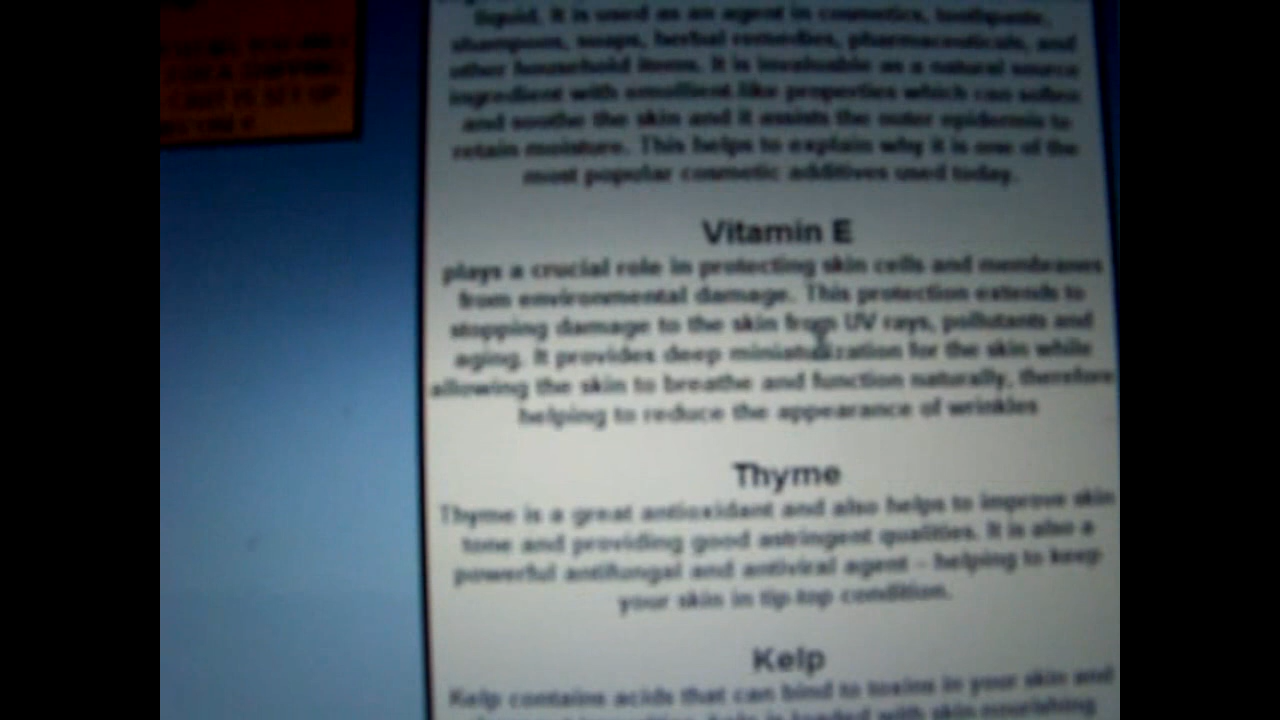 liquid. It is used as an agent in cosmetics, toothpaste,
shampoos, soaps, herbal remedies, pharmaceuticals, and
other household items. It is invaluable as a natural source
ingredient with emollient-like properties which can soften
and soothe the skin and it assists the outer epidermis to
retain moisture. This helps to explain why it is one of the
most popular cosmetic additives used today.
Vitamin E
plays a crucial role in protecting skin cells and membranes
from environmental damage. This protection extends to
stopping damage to the skin from UV rays, pollutants and
aging. It provides deep miniaturization for the skin while
allowing the skin to breathe and function naturally, therefore
helping to reduce the appearance of wrinkles
Thyme
Thyme is a great antioxidant and also helps to improve skin
tone and providing good astringent qualities. It is also a
powerful antifungal and antiviral agent - helping to keep
your skin in tip-top condition.
Kelp
Kelp contains acids that can bind to toxins in your skin and
is loaded with skin nourishing